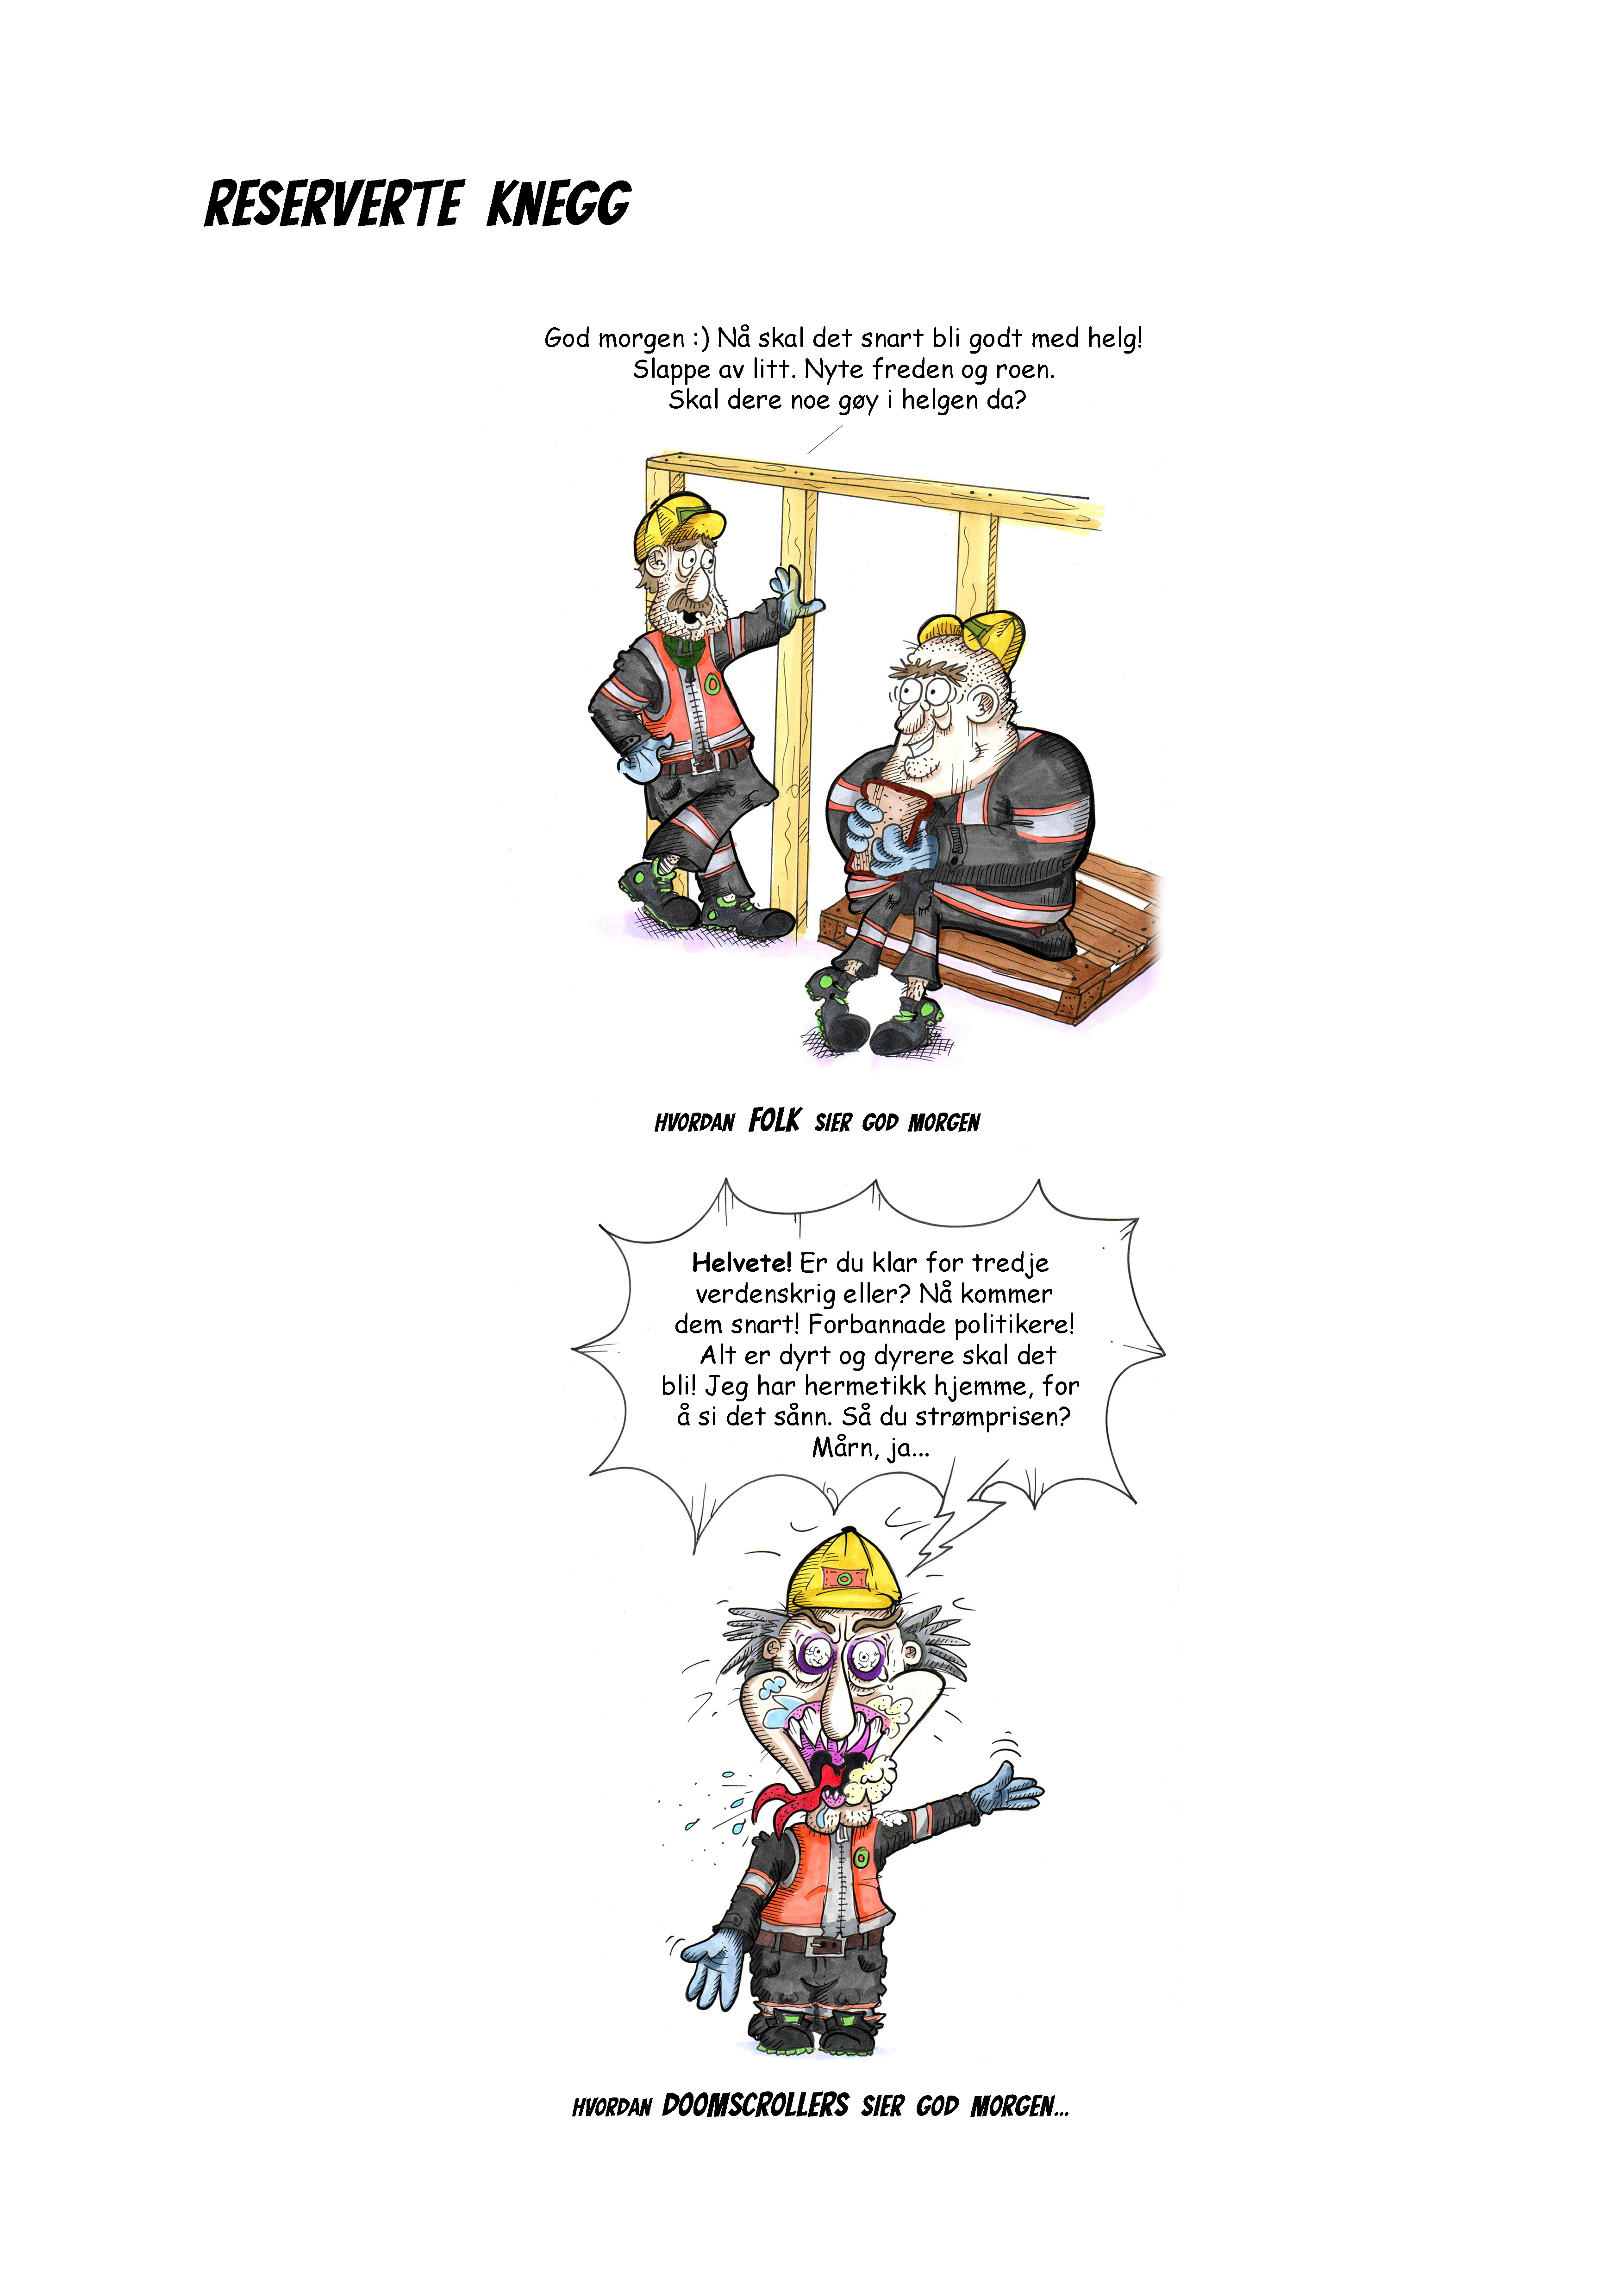 RESERVERTE KNEGG
God morgen :) Nå skal det snart bli godt med helg!
Slappe av litt. Nyte freden og roen.
Skal dere noe gøy i helgen da?
HVORDAN FOLK SIER GOD MORGEN
Helvete! Er du klar for tredje
verdenskrig eller? Nå kommer
dem snart! Forbannade politikere!
Alt er dyrt og dyrere skal det
bli! Jeg har hermetikk hjemme, for
å si det sånn. Så du strømprisen?
Mårn, ja...
HVORDAN DOOMSCROLLERS SIER GOD MORGEN...